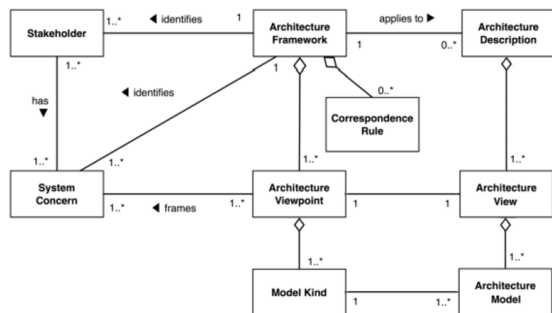 1..* ◄ identifies 1
Stakeholder
Architecture
Framework
applies to ►
1 0..*
Architecture
Description
1..*
◄ identifies
1
0..*
has
▼
Correspondence
Rule
1..* 1..* 1..* 1..*
System
Concern
Architecture
Viewpoint
Architecture
View
1..* ◄ frames 1..* 1 1
1..* 1..*
Model Kind
Architecture
Model
1 1..*